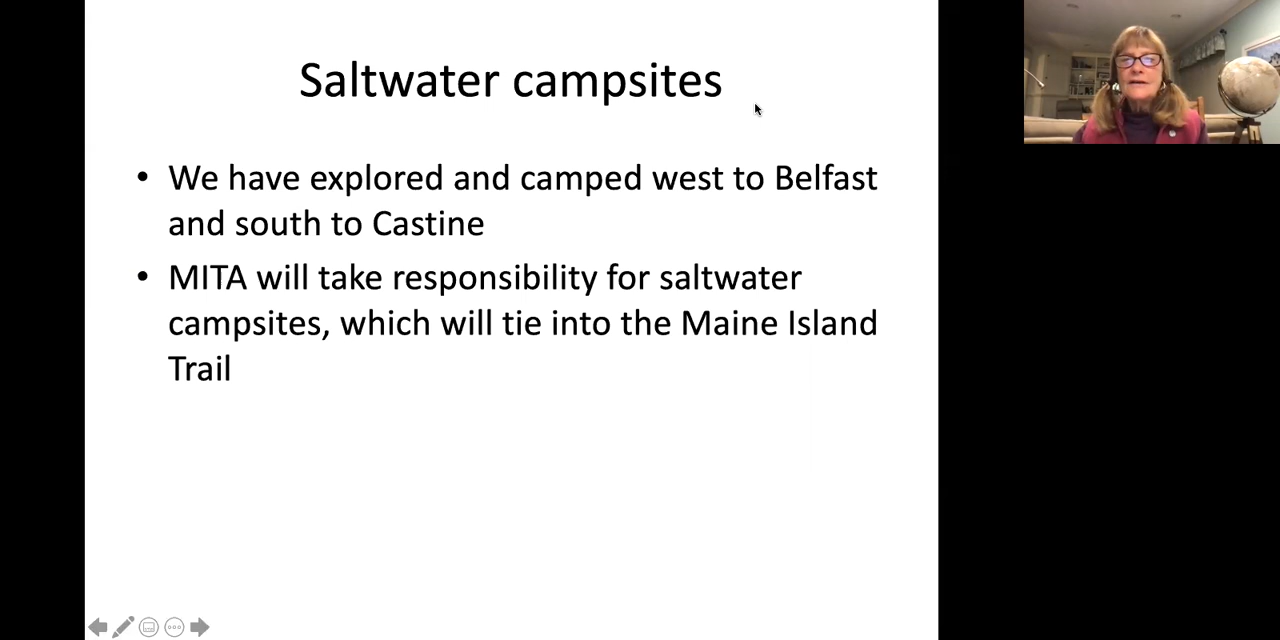 Saltwater campsites
• We have explored and camped west to Belfast
and south to Castine
• MITA will take responsibility for saltwater
campsites, which will tie into the Maine Island
Trail